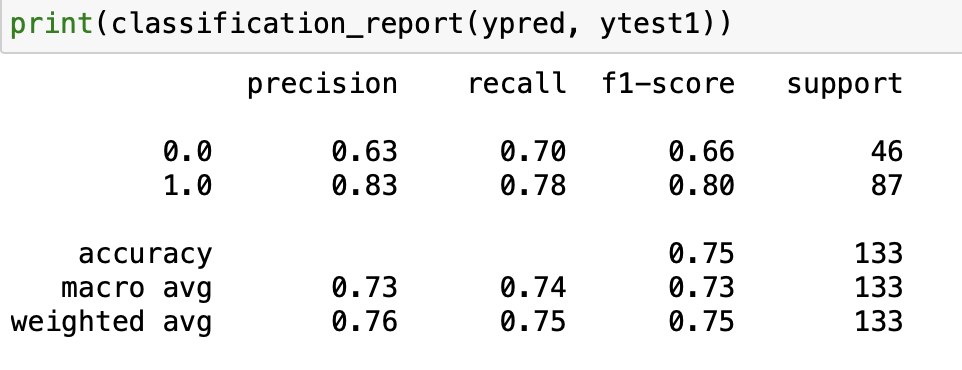 print(classification_report(ypred, ytest1))
precision recall f1-score support
0.0 0.63 0.70 0.66 46
1.0 0.83 0.78 0.80 87
accuracy 0.75 133
macro avg 0.73 0.74 0.73 133
weighted avg 0.76 0.75 0.75 133